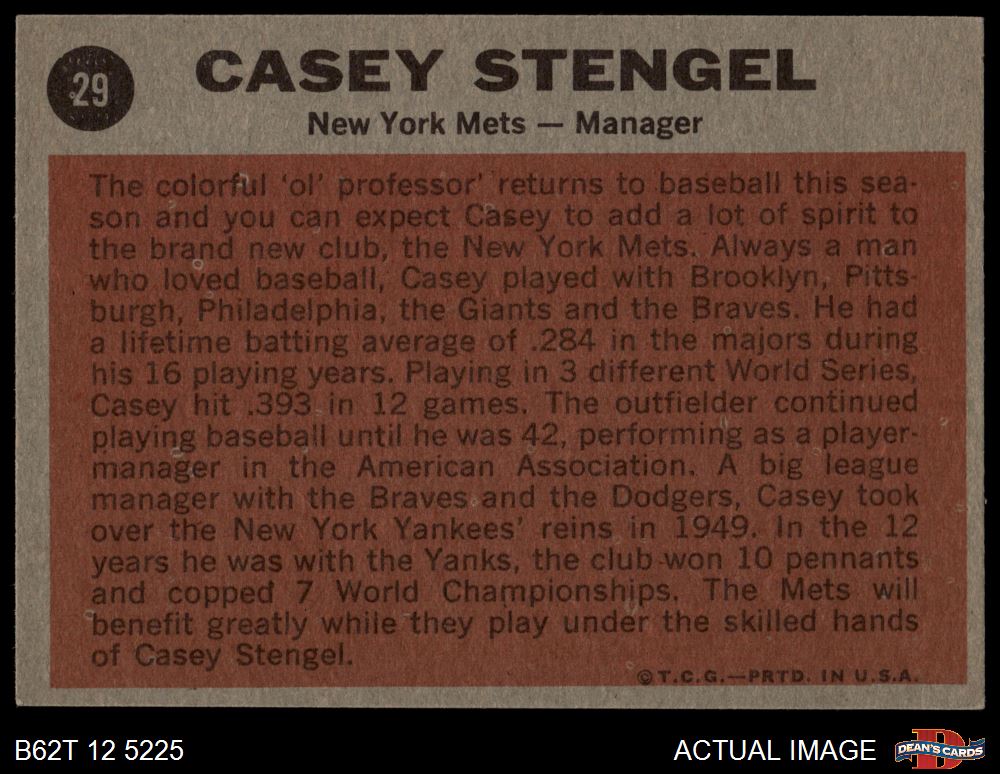 29
CASEY STENGEL
New York Mets — Manager
The colorful 'ol' professor' returns to baseball this sea-
son and you can expect Casey to add a lot of spirit to
the brand new club, the New York Mets. Always a man
who loved baseball, Casey played with Brooklyn, Pitts-
burgh, Philadelphia, the Giants and the Braves. He had
a lifetime batting average of .284 in the majors during
his 16 playing years. Playing in 3 different World Series,
Casey hit .393 in 12 games. The outfielder continued
playing baseball until he was 42, performing as a player-
manager in the American Association. A big league
manager with the Braves and the Dodgers, Casey took
over the New York Yankees' reins in 1949. In the 12
years he was with the Yanks, the club won 10 pennants
and copped 7 World Championships. The Mets will
benefit greatly while they play under the skilled hands
of Casey Stengel.
©T.C.G.—PRTD. IN U.S.A.
B62T 12 5225
ACTUAL IMAGE
D
DEAN'S CARDS